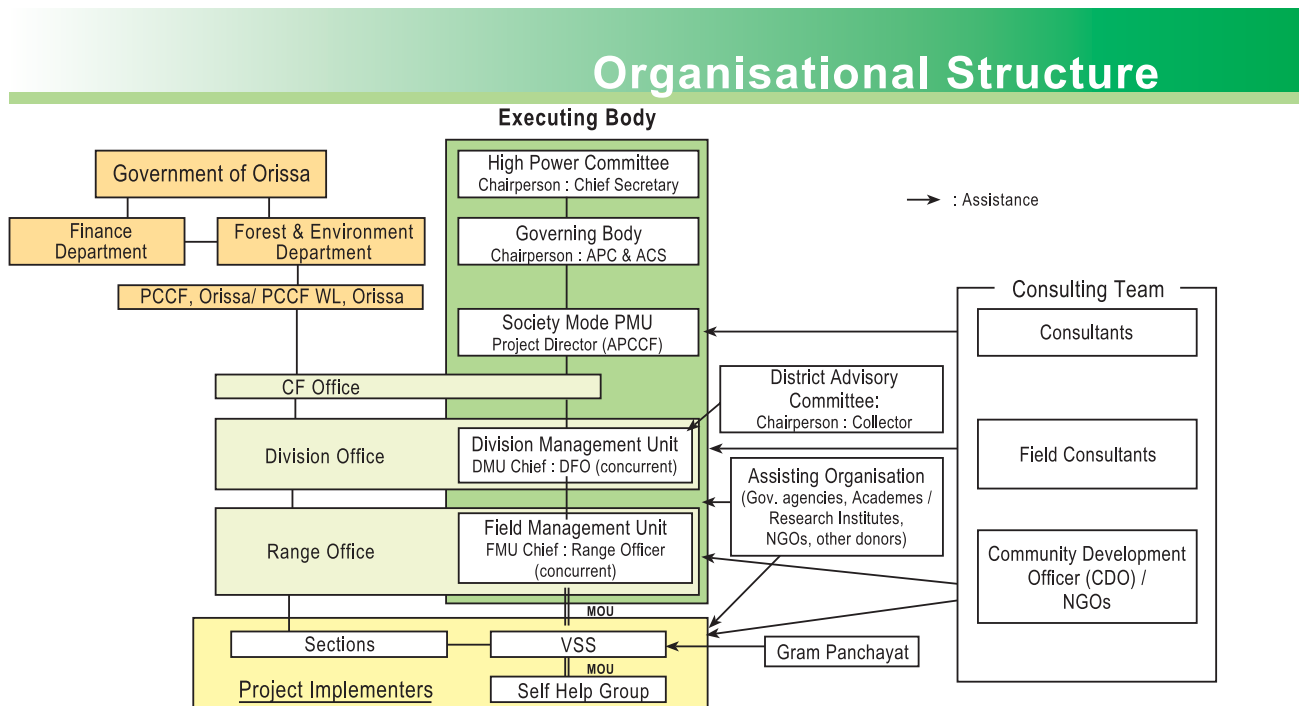 Organisational Structure
Executing Body
High Power Committee
Chairperson : Chief Secretary
Government of Orissa
→ : Assistance
Finance
Department
Forest & Environment
Department
Governing Body
Chairperson : APC & ACS
PCCF, Orissa/ PCCF WL, Orissa
Consulting Team
Society Mode PMU
Project Director (APCCF)
Consultants
CF Office
District Advisory
Committee:
Chairperson : Collector
Division Office
Division Management Unit
DMU Chief : DFO (concurrent)
Field Consultants
Assisting Organisation
(Gov. agencies, Academes /
Research Institutes,
NGOs, other donors)
Range Office
Field Management Unit
FMU Chief : Range Officer
(concurrent)
Community Development
Officer (CDO) /
NGOs
MOU
Sections
VSS
Gram Panchayat
MOU
Project Implementers
Self Help Group